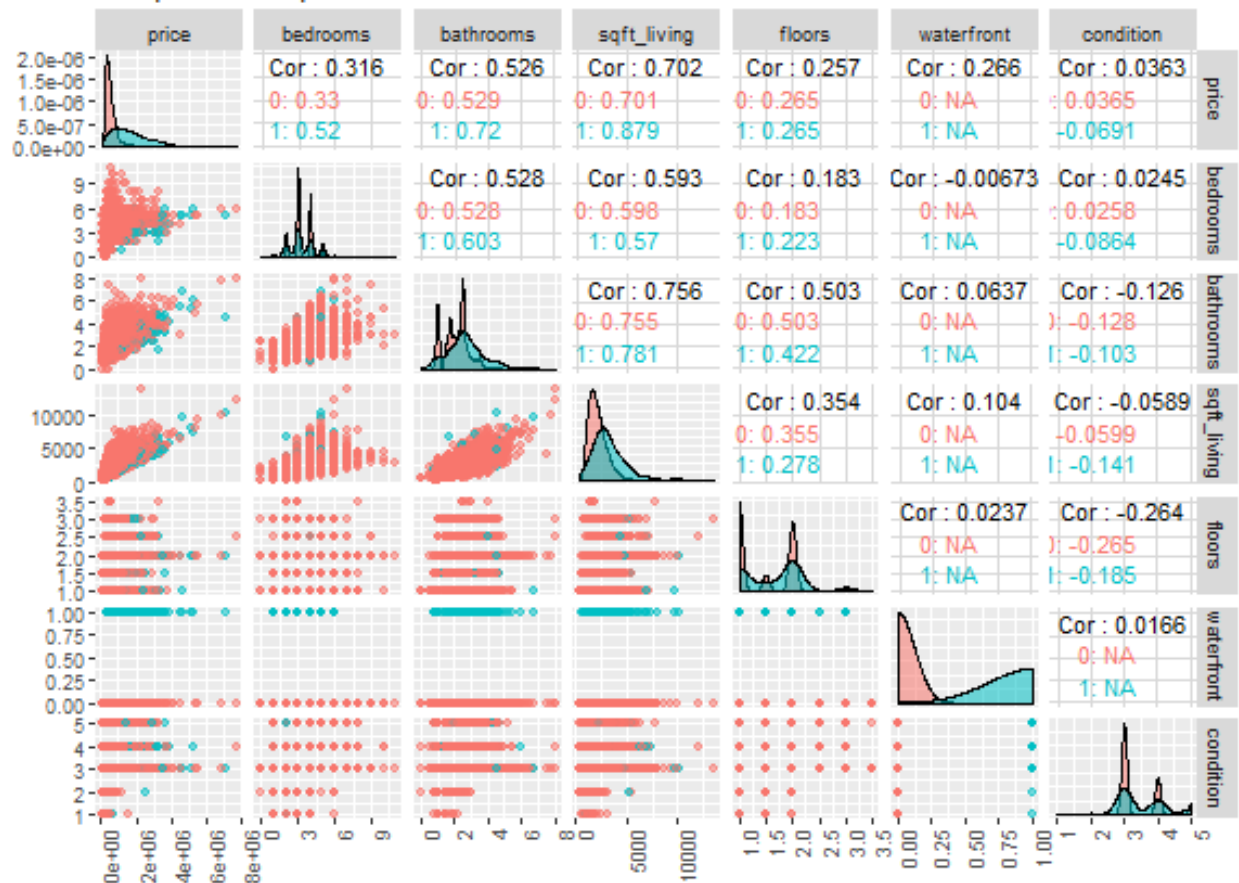 price bedrooms bathrooms sqft_living floors waterfront condition
2.0e-06 Cor : 0.316 Cor : 0.526 Cor : 0.702 Cor : 0.257 Cor : 0.266 Cor : 0.0363 price
1.5e-06
1.0e-06 0: 0.33 0: 0.529 0: 0.701 0: 0.265 0: NA : 0.0365
5.0e-07 1: 0.52 1: 0.72 1: 0.879 1: 0.265 1: NA -0.0691
0.0e+00
9 Cor : 0.528 Cor : 0.593 Cor : 0.183 Cor : -0.00673 Cor : 0.0245 bedrooms
6 0: 0.528 0: 0.598 0: 0.183 0: NA : 0.0258
3 1: 0.603 1: 0.57 1: 0.223 1: NA -0.0864
0
8 Cor : 0.756 Cor : 0.503 Cor : 0.0637 Cor : -0.126 bathrooms
6
4 0: 0.755 0: 0.503 0: NA ): -0.128
2 1: 0.781 1: 0.422 1: NA 1: -0.103
0
10000 Cor : 0.354 Cor : 0.104 Cor : -0.0589 sqft_living
5000 0: 0.355 0: NA -0.0599
0 1: 0.278 1: NA 1: -0.141
3.5 Cor : 0.0237 Cor : -0.264 floors
3.0
2.5 0: NA ): -0.265
2.0
1.5 1: NA 1: -0.185
1.0
1.00 Cor : 0.0166 waterfront
0.75
0.50 0: NA
0.25 1: NA
0.00
5 condition
4
3
2
1
0e+00 2e+06 4e+06 6e+06 8e+06 0 3 6 9 0 2 4 6 8 0 5000 10000 1.0 1.5 2.0 2.5 3.0 3.5 0.00 0.25 0.50 0.75 1.00 1 2 3 4 5